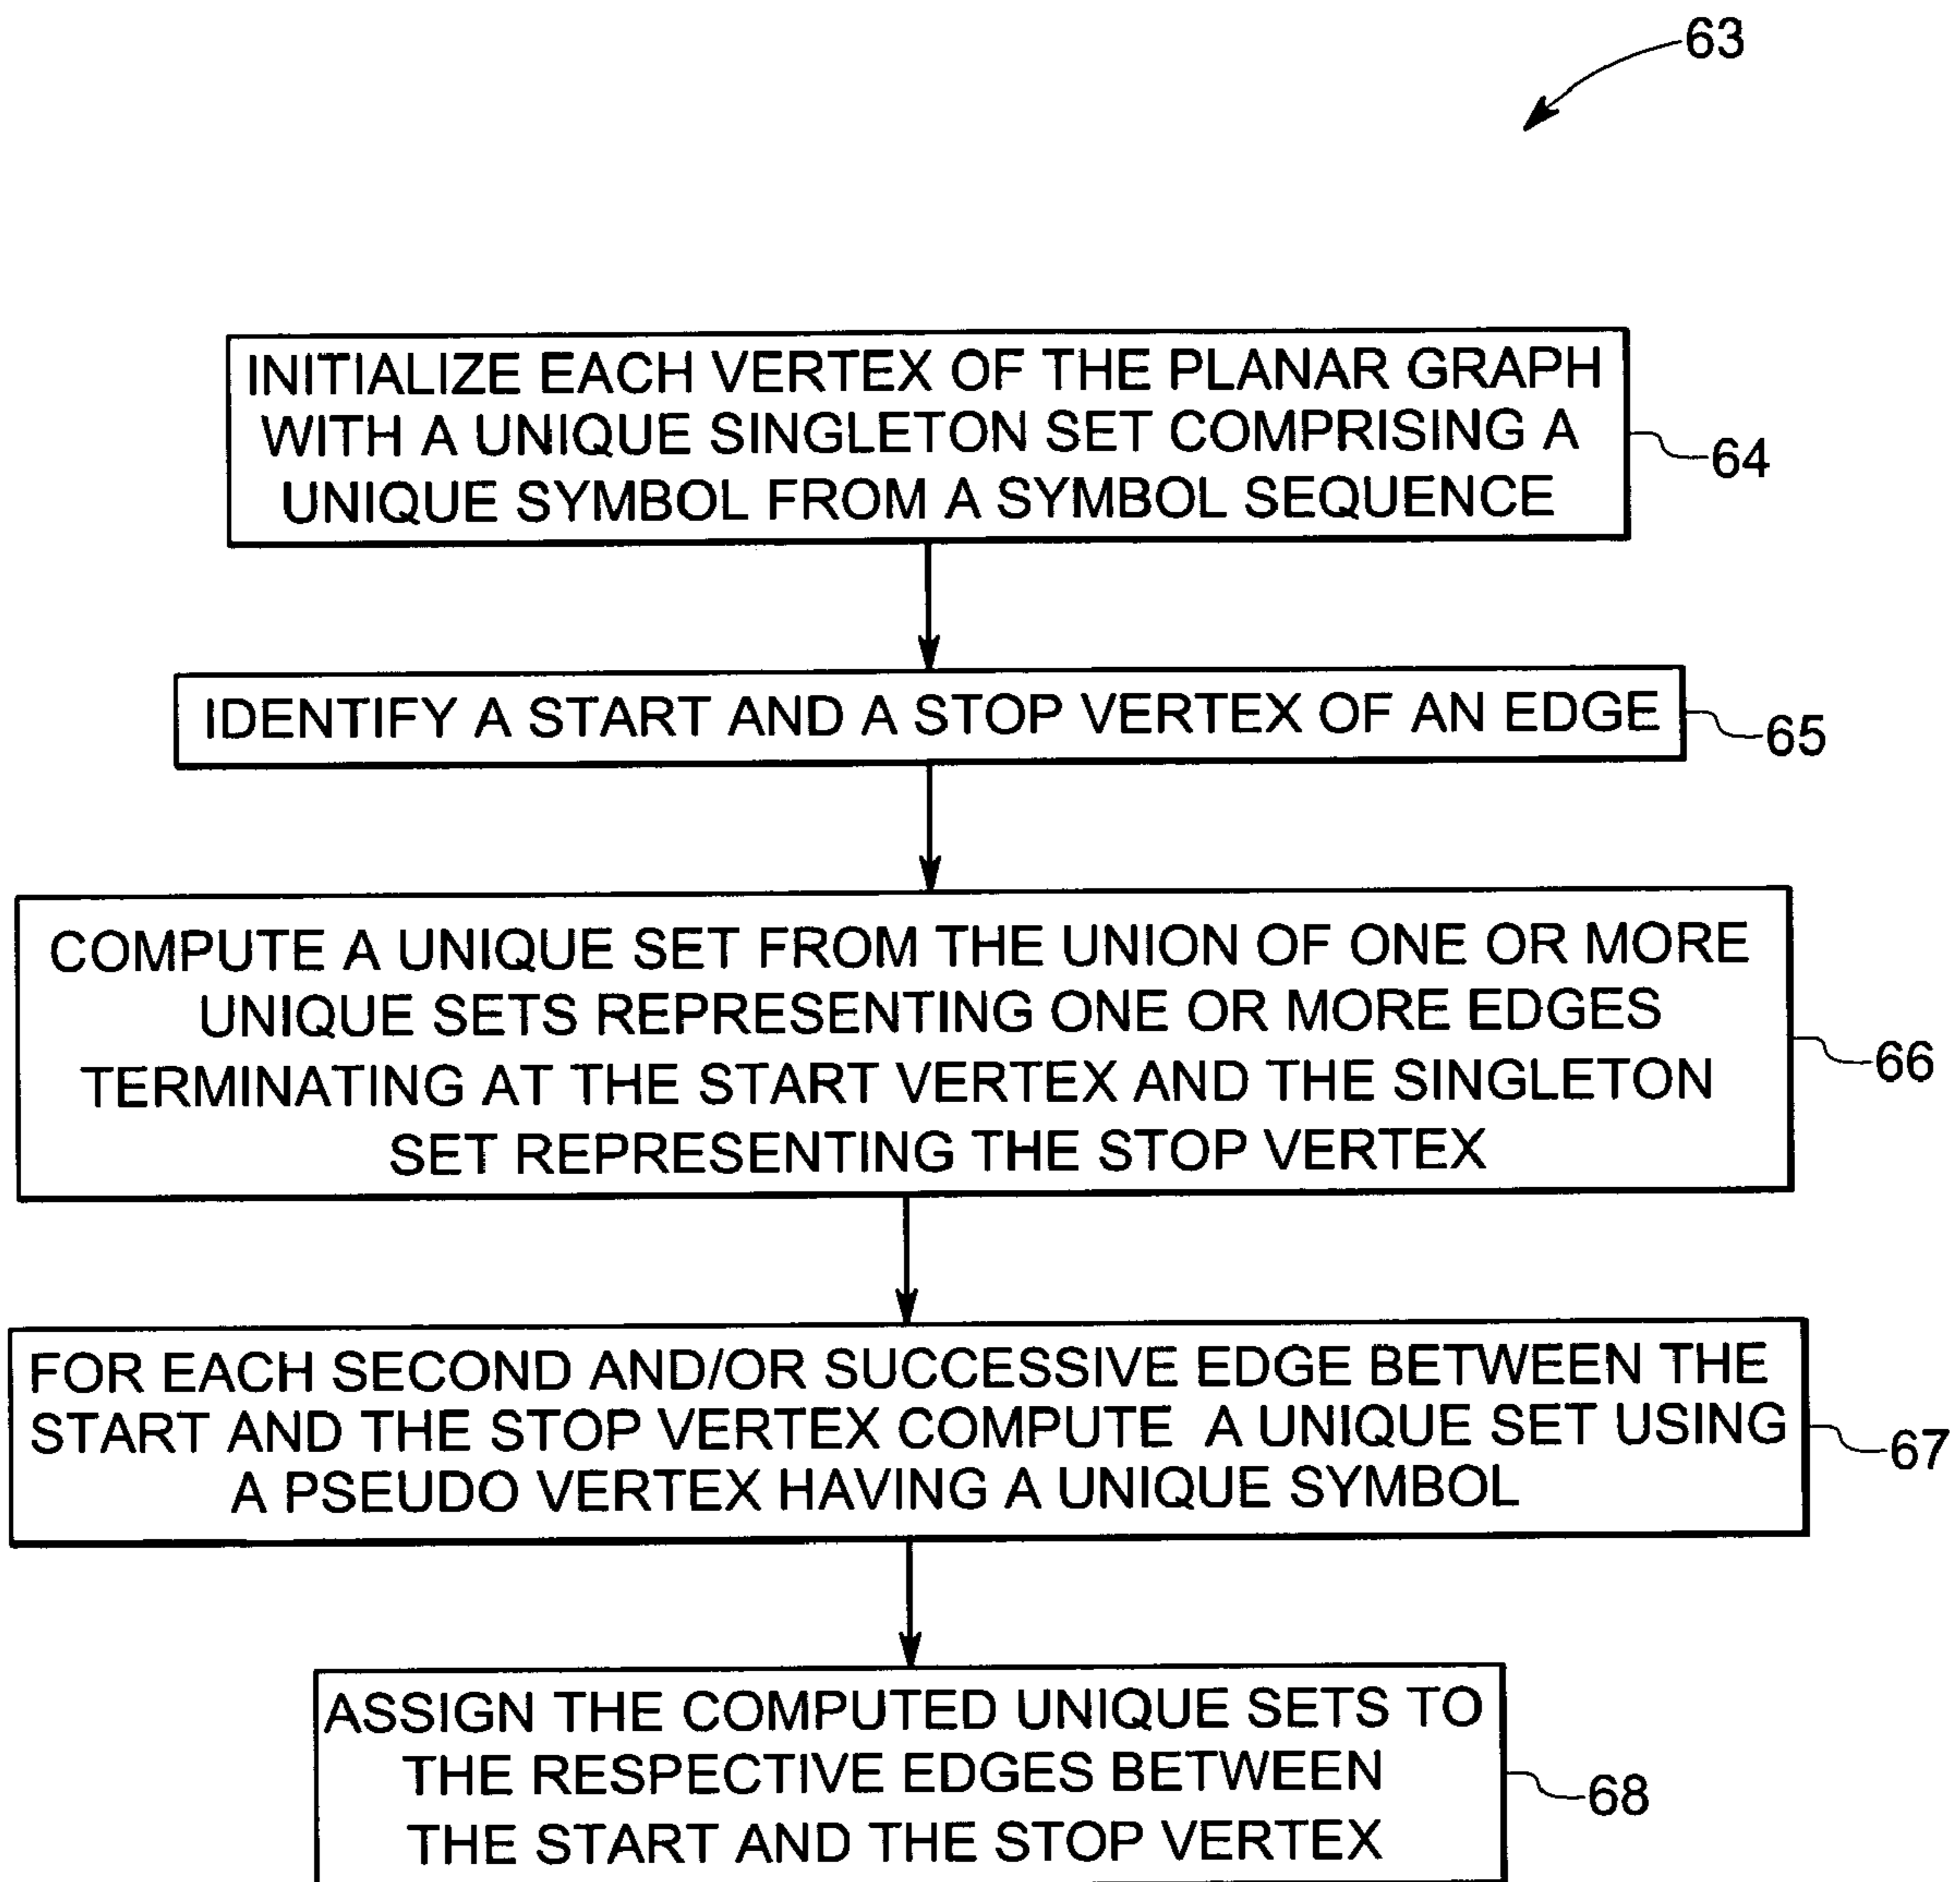 63
INITIALIZE EACH VERTEX OF THE PLANAR GRAPH
WITH A UNIQUE SINGLETON SET COMPRISING A
UNIQUE SYMBOL FROM A SYMBOL SEQUENCE
64
IDENTIFY A START AND A STOP VERTEX OF AN EDGE
65
COMPUTE A UNIQUE SET FROM THE UNION OF ONE OR MORE
UNIQUE SETS REPRESENTING ONE OR MORE EDGES
TERMINATING AT THE START VERTEX AND THE SINGLETON
SET REPRESENTING THE STOP VERTEX
66
FOR EACH SECOND AND/OR SUCCESSIVE EDGE BETWEEN THE
START AND THE STOP VERTEX COMPUTE A UNIQUE SET USING
A PSEUDO VERTEX HAVING A UNIQUE SYMBOL
67
ASSIGN THE COMPUTED UNIQUE SETS TO
THE RESPECTIVE EDGES BETWEEN
THE START AND THE STOP VERTEX
68